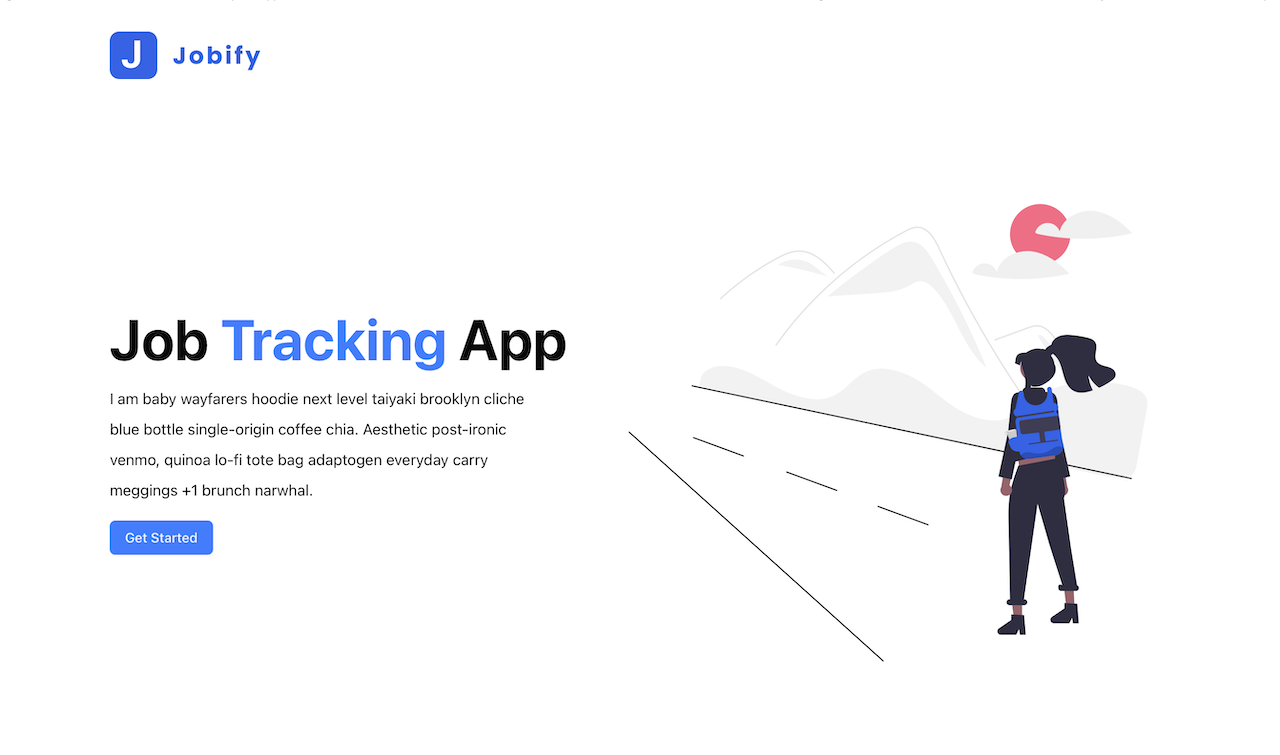 J Jobify
Job Tracking App
I am baby wayfarers hoodie next level taiyaki brooklyn cliche
blue bottle single-origin coffee chia. Aesthetic post-ironic
venmo, quinoa lo-fi tote bag adaptogen everyday carry
meggings +1 brunch narwhal.
Get Started